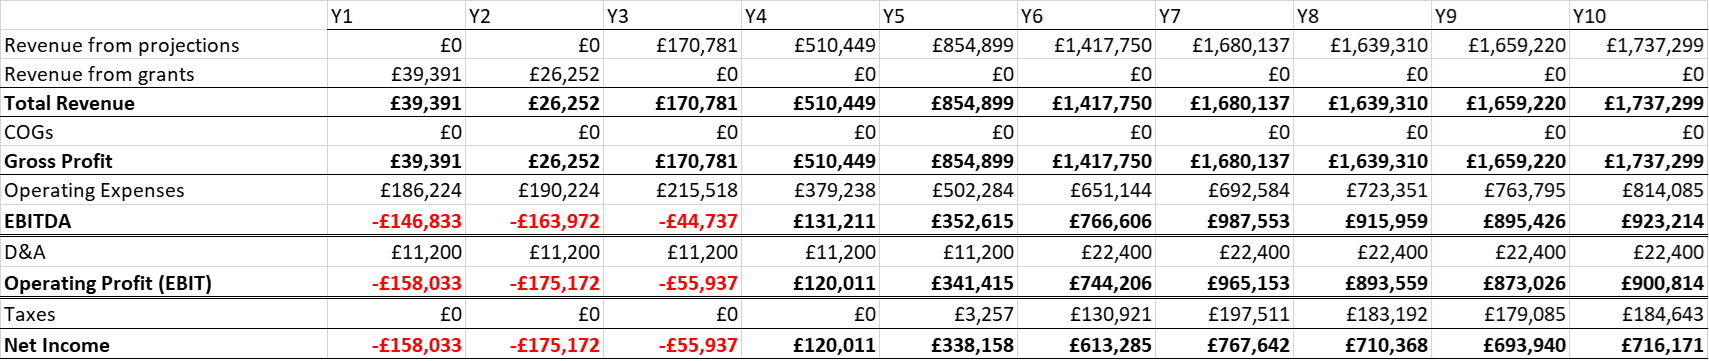 Y1 Y2 Y3 Y4 Y5 Y6 Y7 Y8 Y9 Y10
Revenue from projections £0 £0 £170,781 £510,449 £854,899 £1,417,750 £1,680,137 £1,639,310 £1,659,220 £1,737,299
Revenue from grants £39,391 £26,252 £0 £0 £0 £0 £0 £0 £0 £0
Total Revenue £39,391 £26,252 £170,781 £510,449 £854,899 £1,417,750 £1,680,137 £1,639,310 £1,659,220 £1,737,299
COGs £0 £0 £0 £0 £0 £0 £0 £0 £0 £0
Gross Profit £39,391 £26,252 £170,781 £510,449 £854,899 £1,417,750 £1,680,137 £1,639,310 £1,659,220 £1,737,299
Operating Expenses £186,224 £190,224 £215,518 £379,238 £502,284 £651,144 £692,584 £723,351 £763,795 £814,085
EBITDA -£146,833 -£163,972 -£44,737 £131,211 £352,615 £766,606 £987,553 £915,959 £895,426 £923,214
D&A £11,200 £11,200 £11,200 £11,200 £11,200 £22,400 £22,400 £22,400 £22,400 £22,400
Operating Profit (EBIT) -£158,033 -£175,172 -£55,937 £120,011 £341,415 £744,206 £965,153 £893,559 £873,026 £900,814
Taxes £0 £0 £0 £0 £3,257 £130,921 £197,511 £183,192 £179,085 £184,643
Net Income -£158,033 -£175,172 -£55,937 £120,011 £338,158 £613,285 £767,642 £710,368 £693,940 £716,171